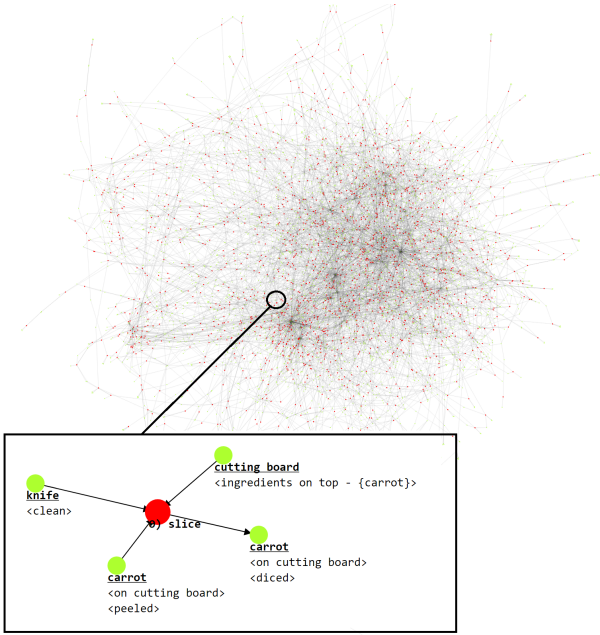 cutting board
<ingredients on top - {carrot}>
knife
<clean>
0) slice
carrot
<on cutting board>
<diced>
carrot
<on cutting board>
<peeled>